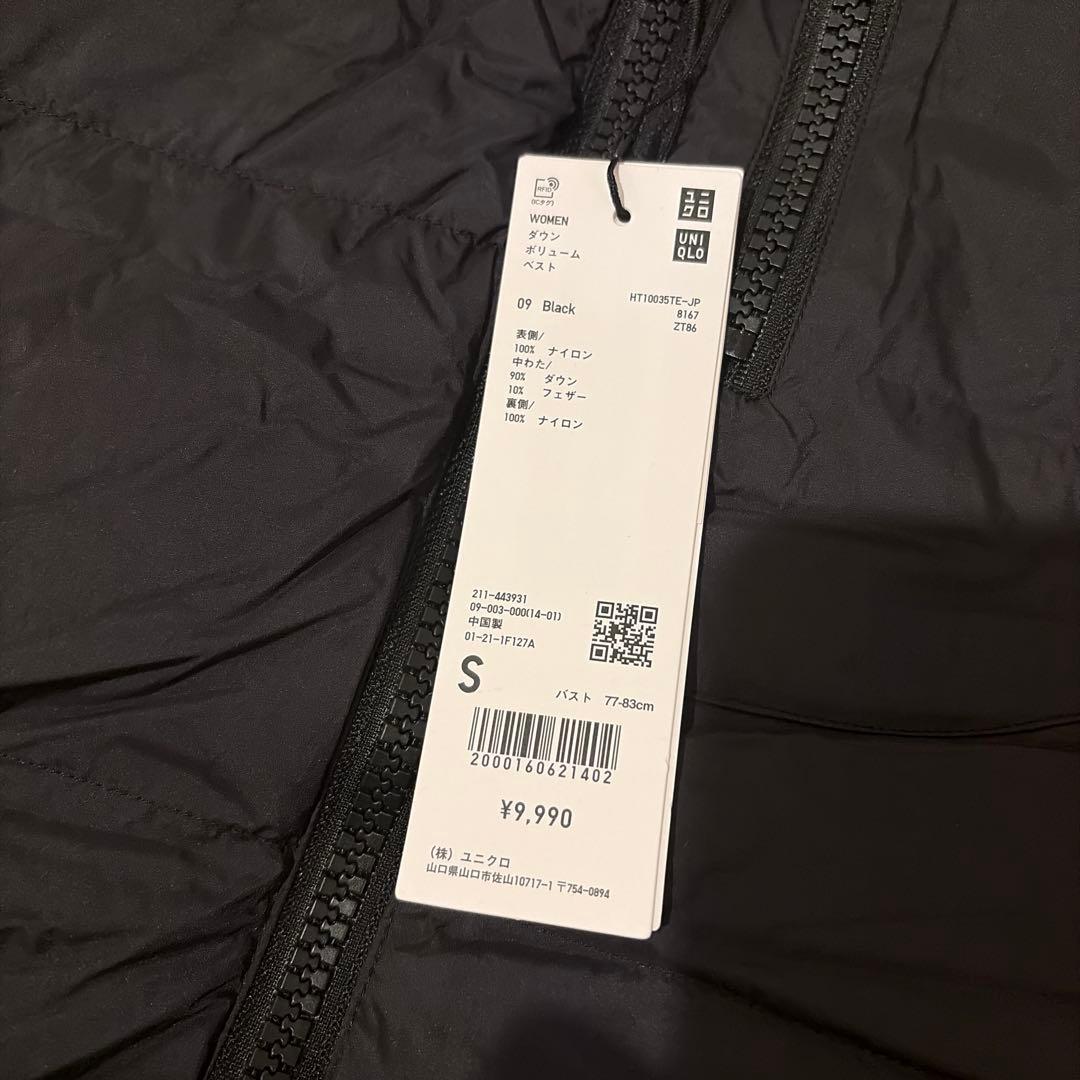 RFID
(ICタグ)
WOMEN
ダウン
ボリューム
ベスト
ユニ
クロ
UNI
QLO
09 Black
HT10035TE-JP
8167
ZT86
表側/
100% ナイロン
中わた/
90% ダウン
10% フェザー
裏側/
100% ナイロン
211-443931
09-003-000(14-01)
中国製
01-21-1F127A
S
バスト 77-83cm
2000160621402
¥9,990
(株) ユニクロ
山口県山口市佐山10717-1 〒754-0894